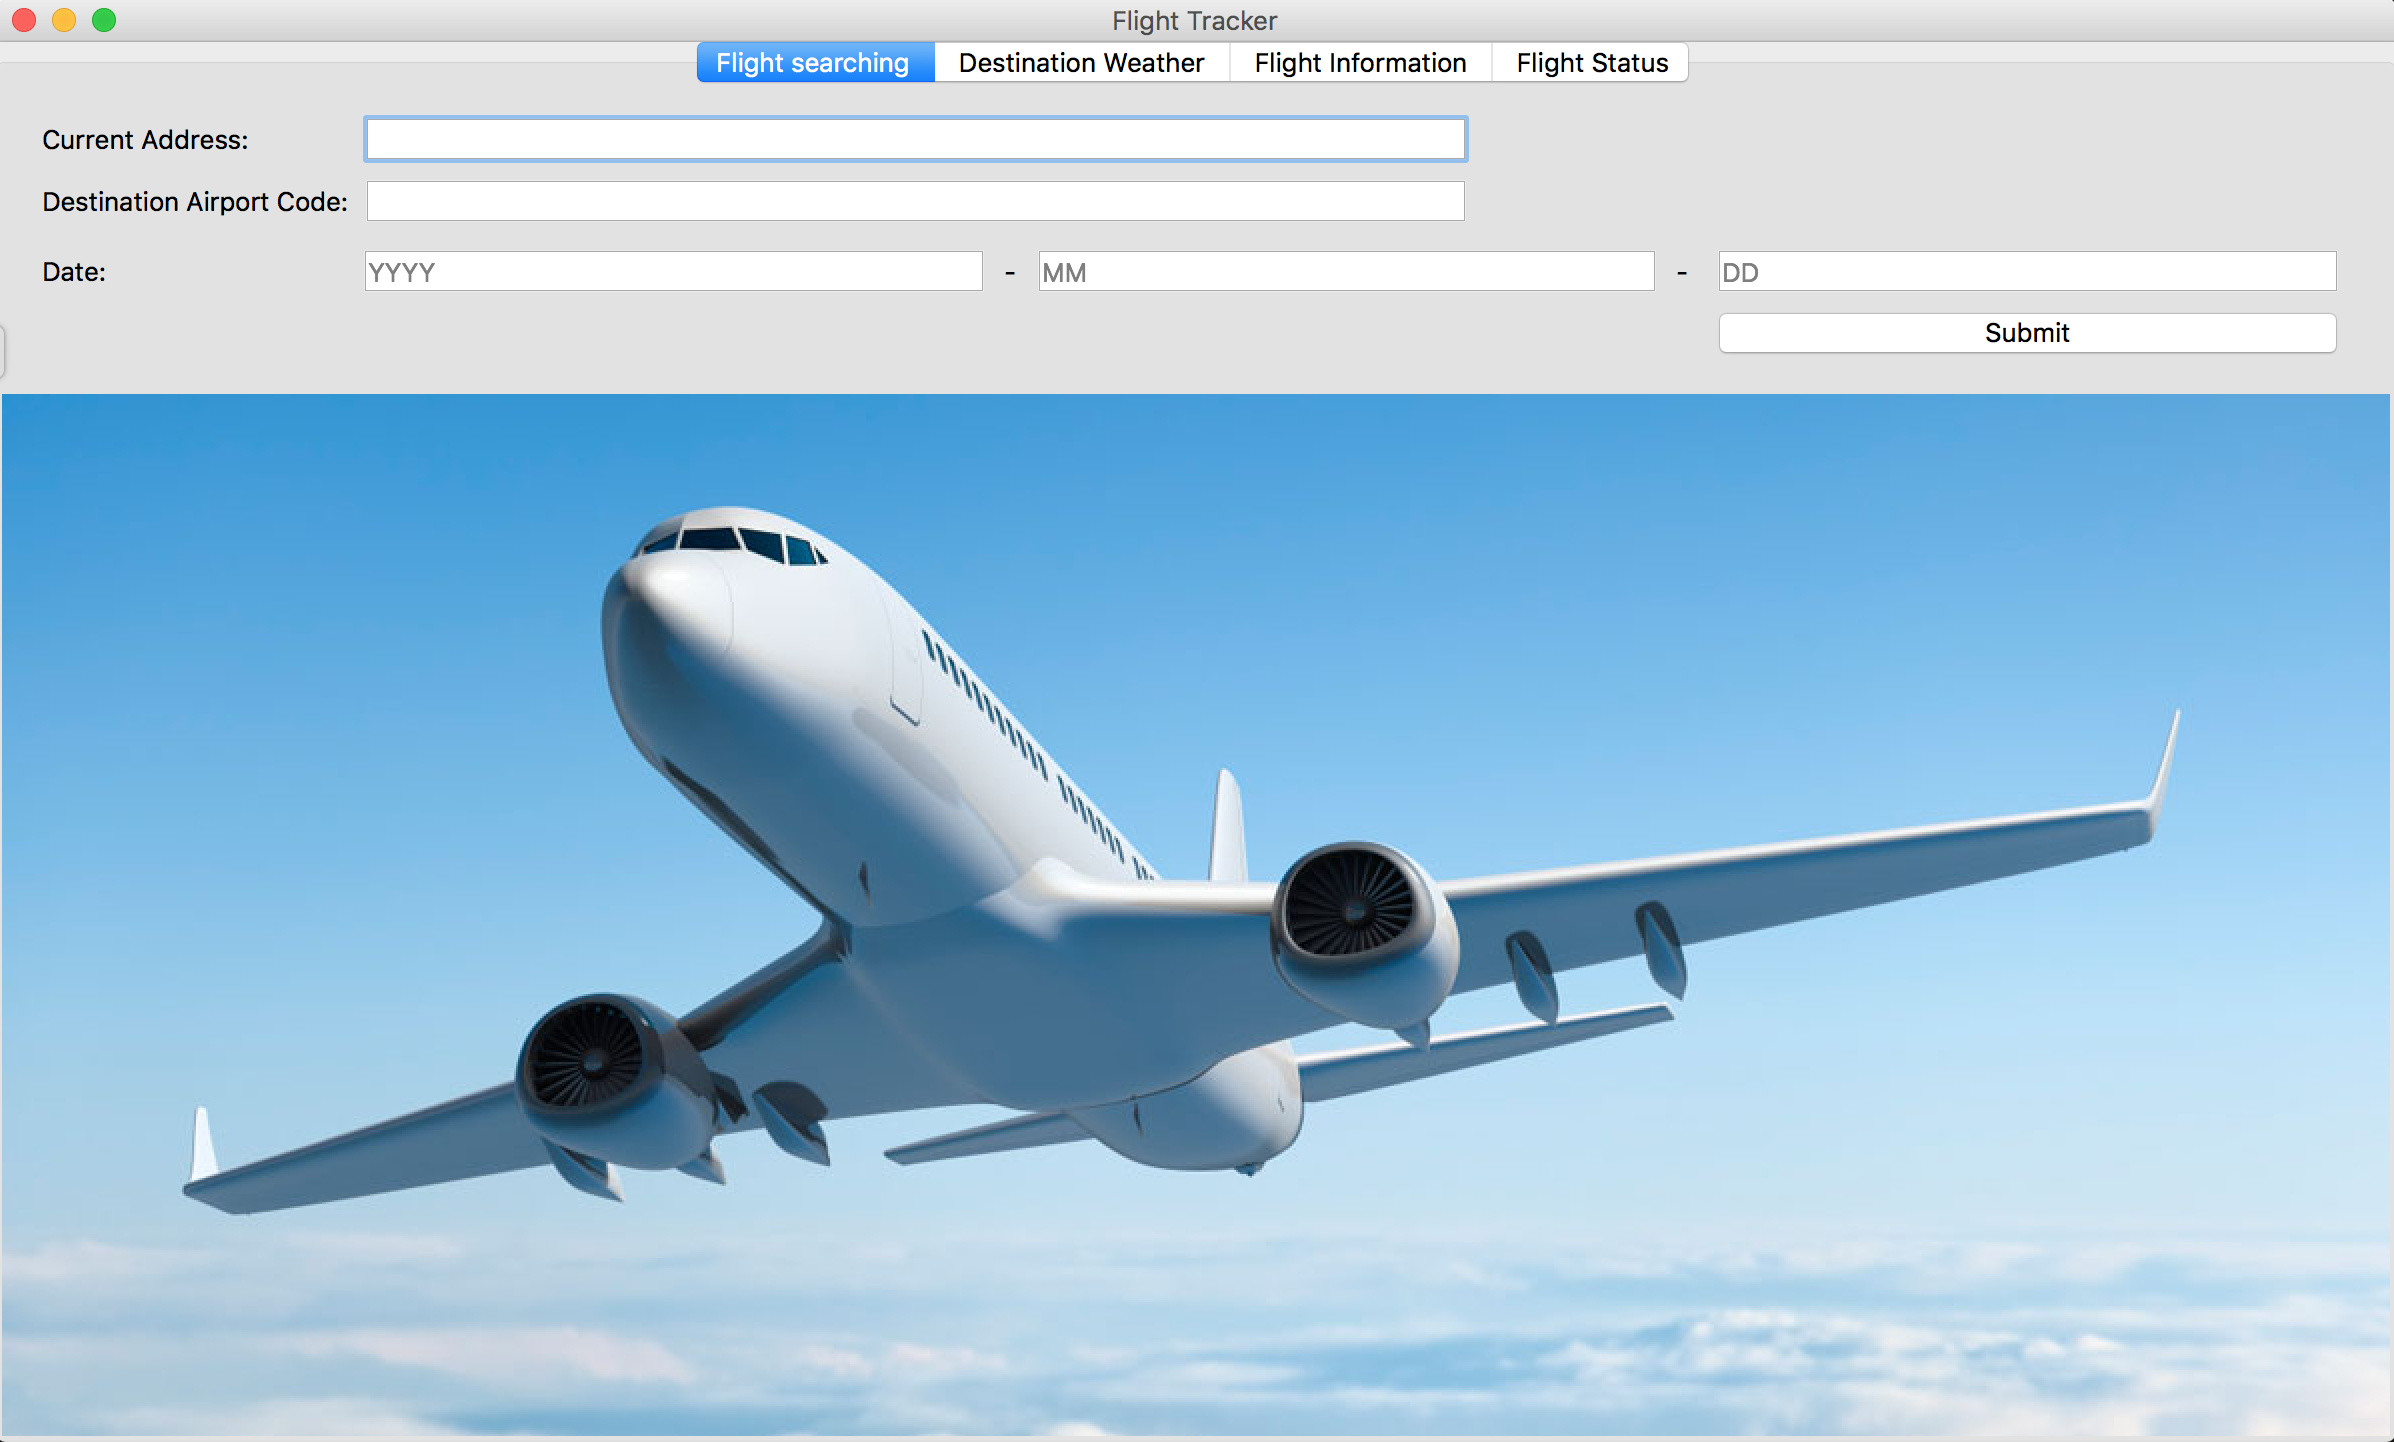 Flight Tracker
Flight searching Destination Weather Flight Information Flight Status
Current Address:
Destination Airport Code:
Date: YYYY - MM - DD
Submit